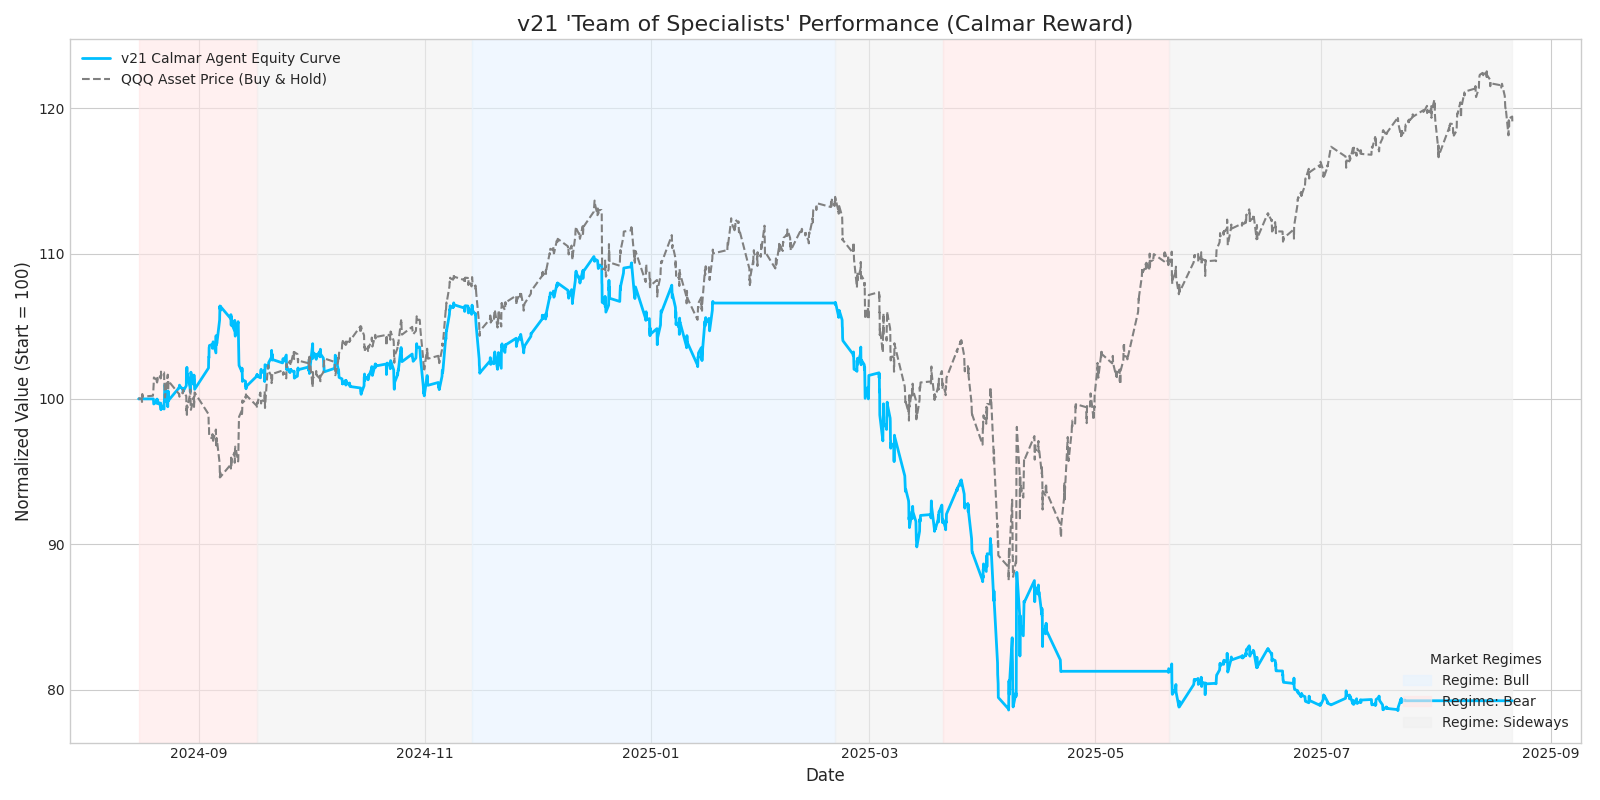 v21 'Team of Specialists' Performance (Calmar Reward)
v21 Calmar Agent Equity Curve
QQQ Asset Price (Buy & Hold)
Normalized Value (Start = 100)
120
110
100
90
80
Market Regimes
Regime: Bull
Regime: Bear
Regime: Sideways
2024-09
2024-11
2025-01
2025-03
2025-05
2025-07
2025-09
Date